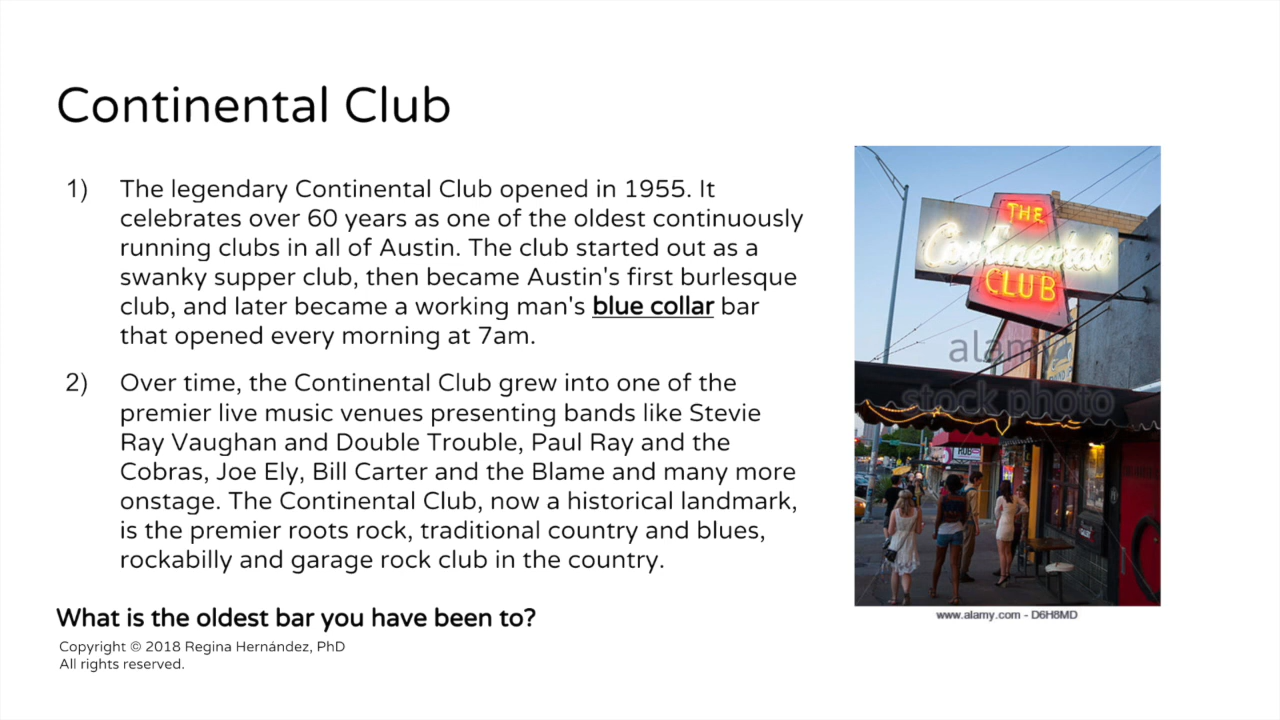 Continental Club
1) The legendary Continental Club opened in 1955. It
celebrates over 60 years as one of the oldest continuously
running clubs in all of Austin. The club started out as a
swanky supper club, then became Austin's first burlesque
club, and later became a working man's blue collar bar
that opened every morning at 7am.
2) Over time, the Continental Club grew into one of the
premier live music venues presenting bands like Stevie
Ray Vaughan and Double Trouble, Paul Ray and the
Cobras, Joe Ely, Bill Carter and the Blame and many more
onstage. The Continental Club, now a historical landmark,
is the premier roots rock, traditional country and blues,
rockabilly and garage rock club in the country.
What is the oldest bar you have been to?
Copyright © 2018 Regina Hernández, PhD
All rights reserved.
THE
Continental
CLUB
alamy
stock photo
www.alamy.com - D6H8MD